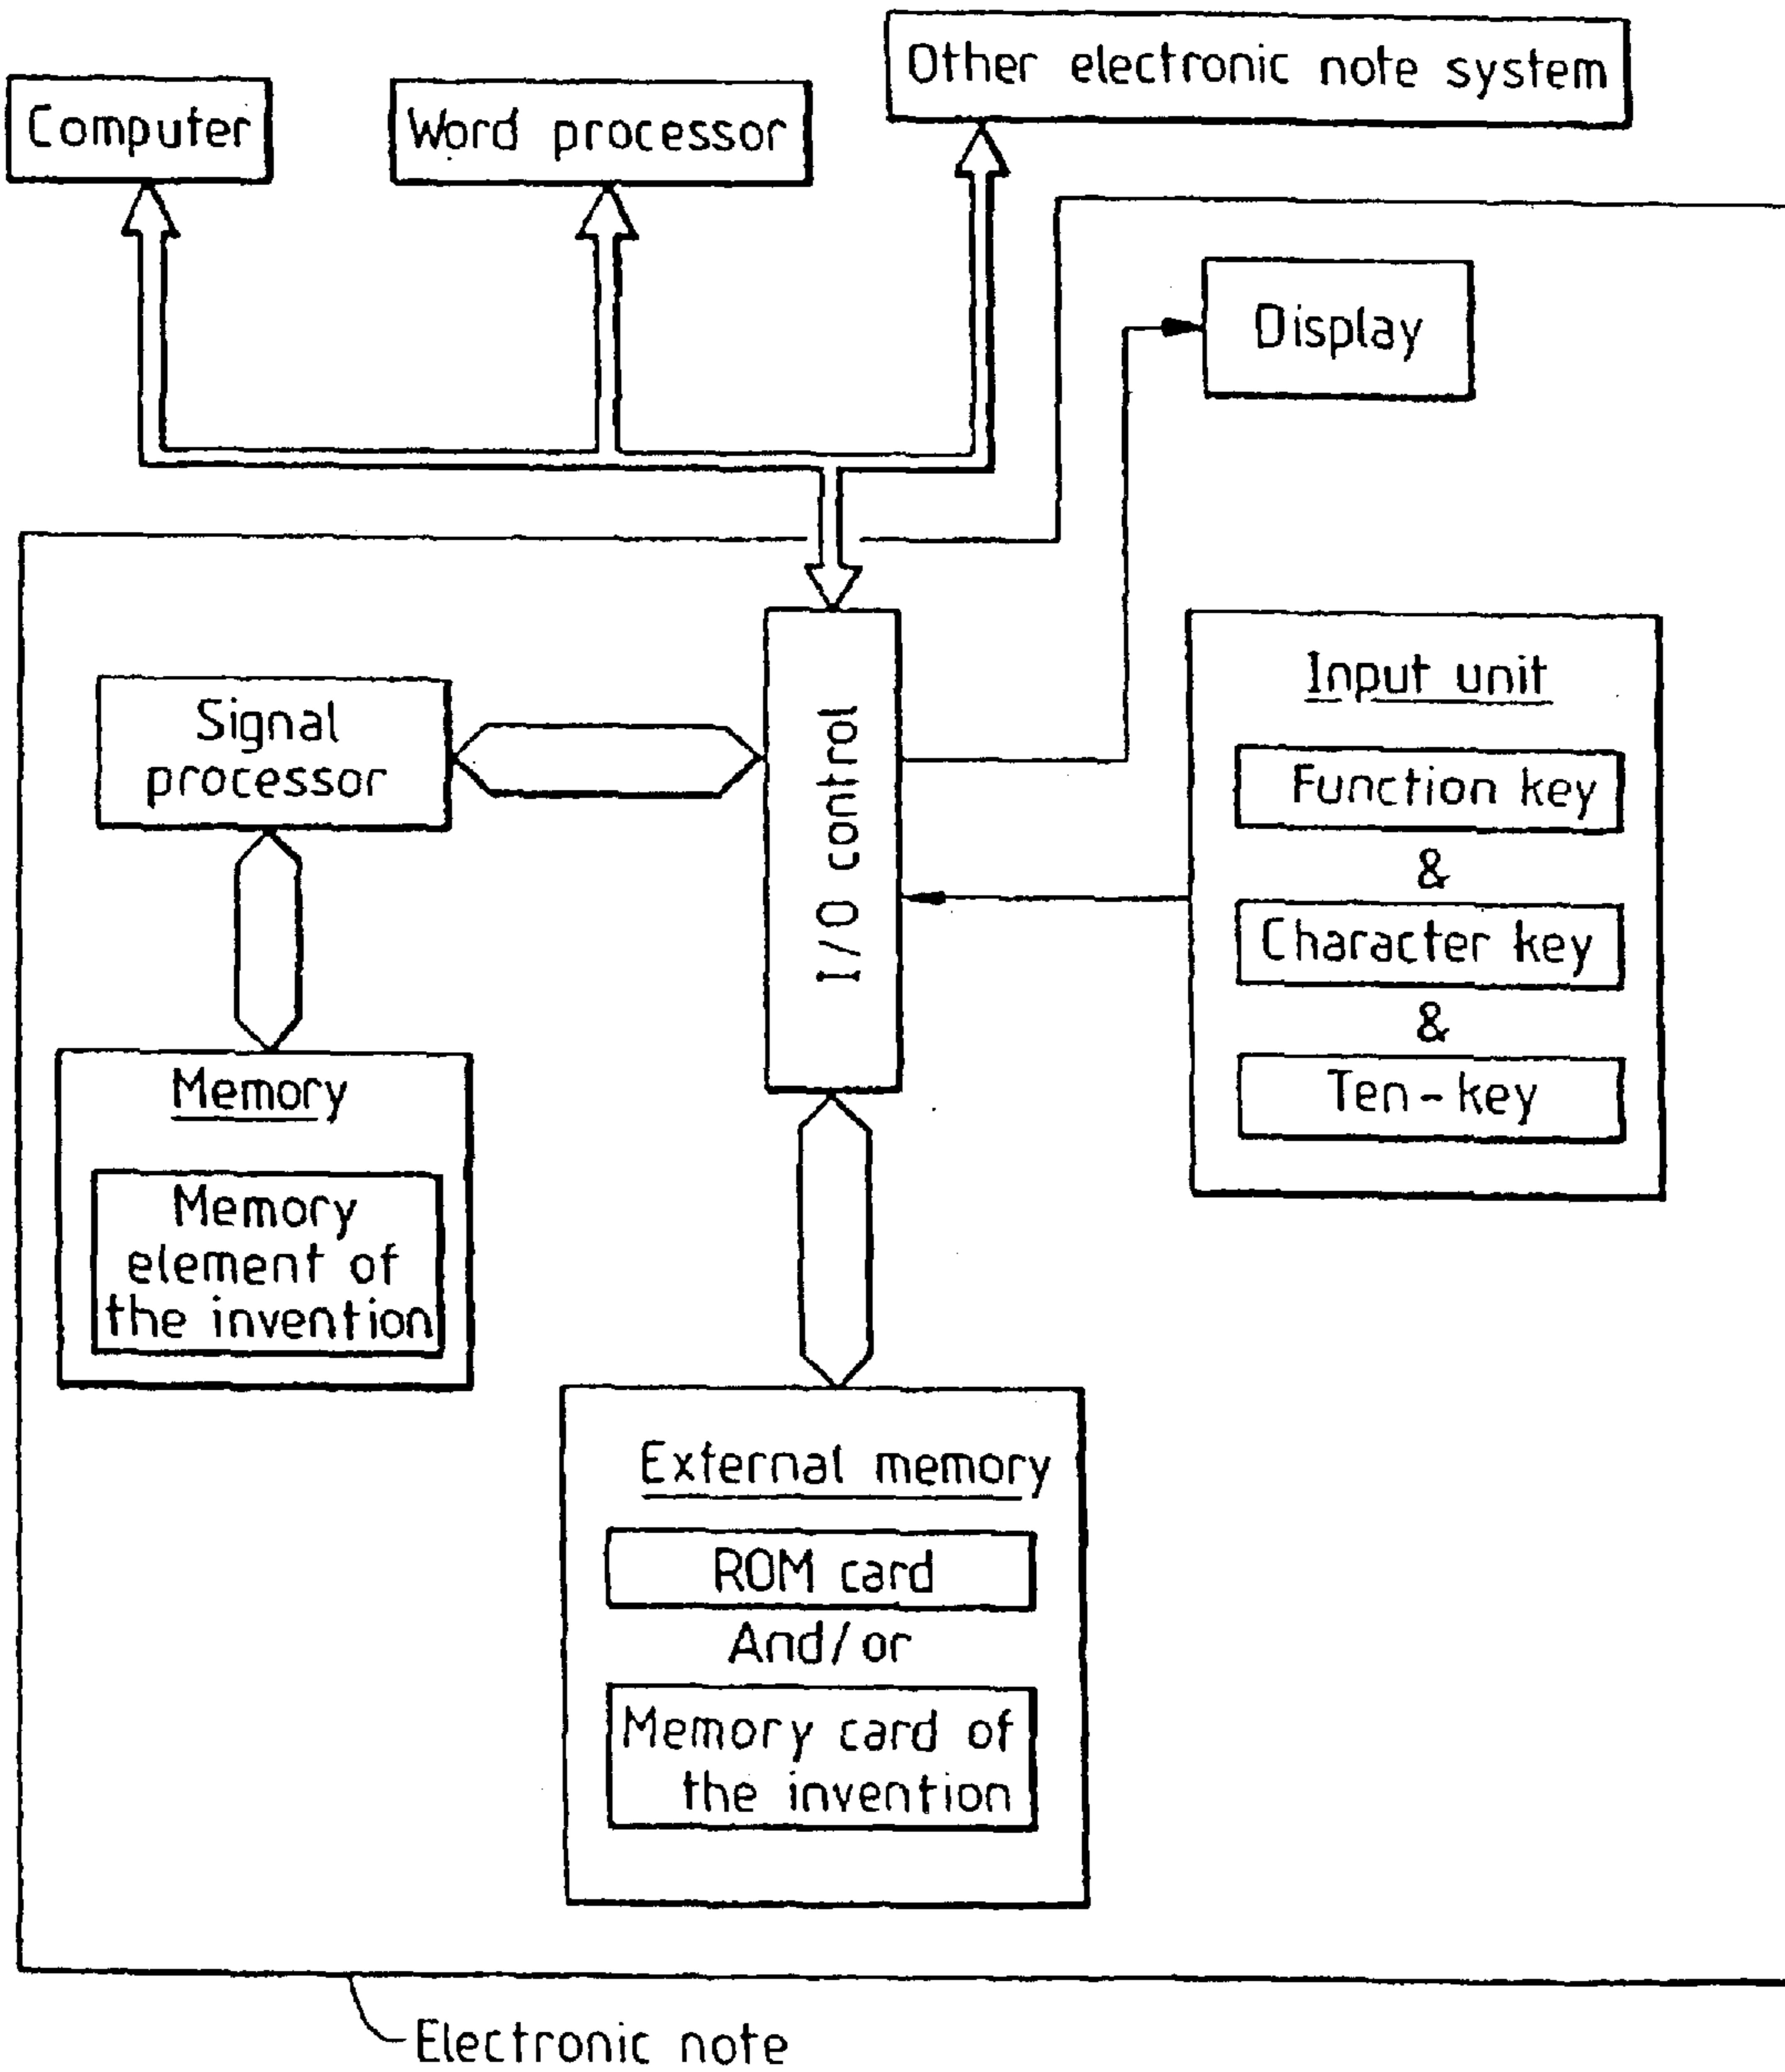 Other electronic note system
Computer
Word processor
Display
Signal
processor
I/O control
Input unit
Function key
&
Character key
&
Ten-key
Memory
Memory
element of
the invention
External memory
ROM card
And/or
Memory card of
the invention
Electronic note